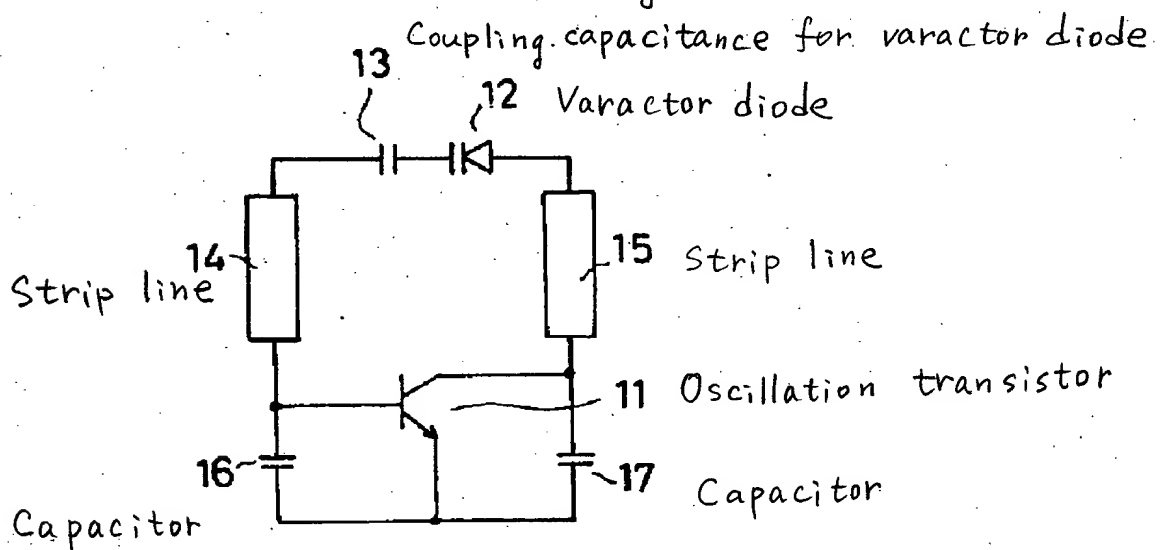 Coupling capacitance for varactor diode
13
12 Varactor diode
14
Strip line
15 Strip line
11 Oscillation transistor
16
Capacitor
17 Capacitor